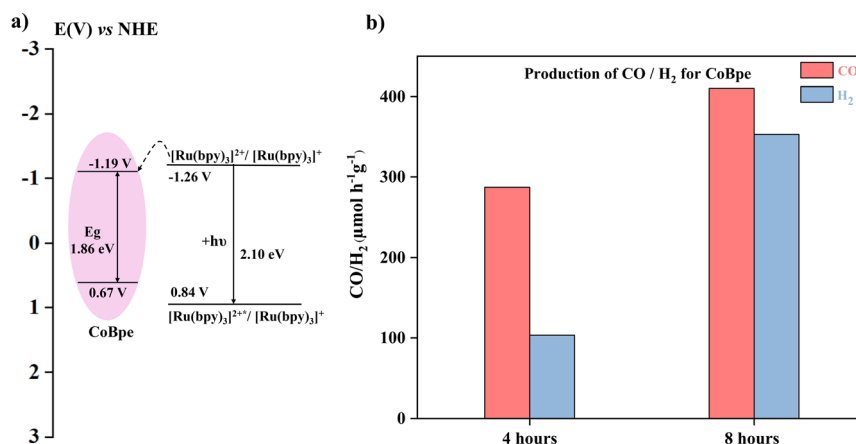 a)
E(V) vs NHE
-3
-2
-1
0
1
2
3
-1.19 V
Eg
1.86 eV
0.67 V
CoBpe
[Ru(bpy)₃]²⁺/ [Ru(bpy)₃]⁺
-1.26 V
+hυ
2.10 eV
0.84 V
[Ru(bpy)₃]²⁺*/ [Ru(bpy)₃]⁺
b)
Production of CO / H₂ for CoBpe
CO
H₂
CO/H₂ (μmol h⁻¹g⁻¹)
400
300
200
100
0
4 hours
8 hours